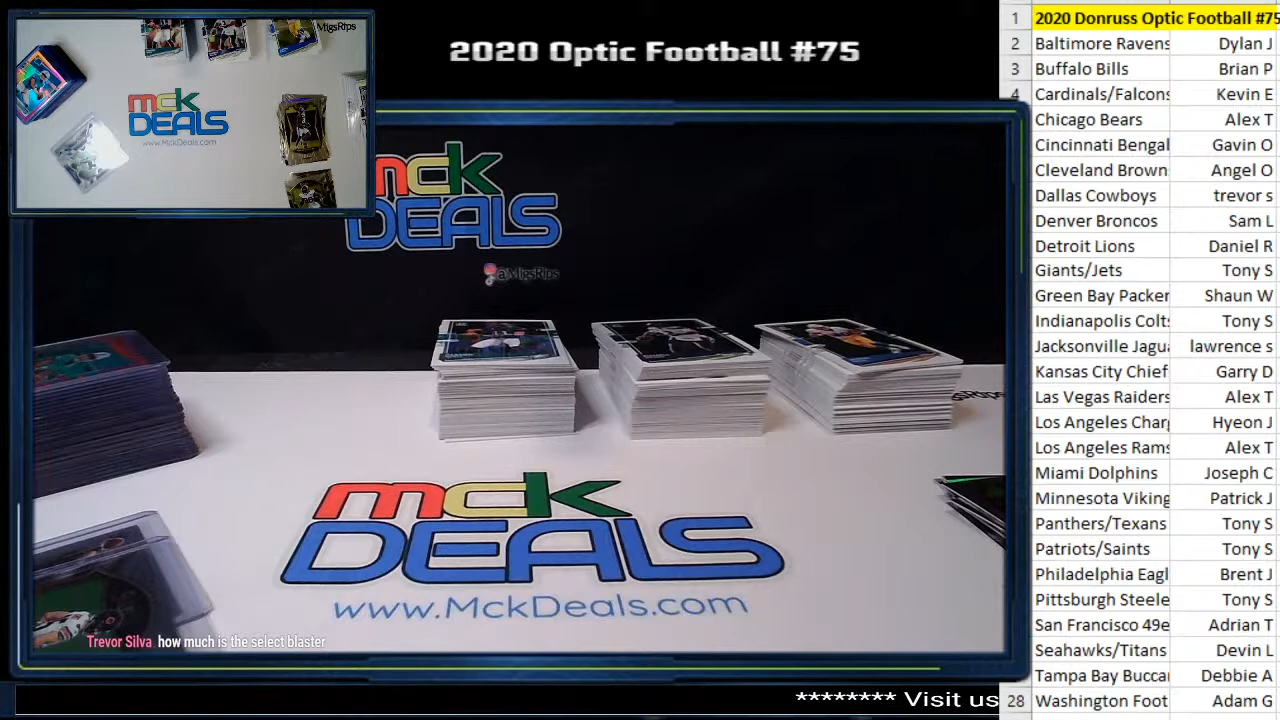 MigsRips
mck
DEALS
www.MckDeals.com
2020 Optic Football #75
mck
DEALS
@MigsRips
mck
DEALS
www.MckDeals.com
Trevor Silva how much is the select blaster
******** Visit us
1 2020 Donruss Optic Football #75
2 Baltimore Ravens Dylan J
3 Buffalo Bills Brian P
4 Cardinals/Falcons Kevin E
Chicago Bears Alex T
Cincinnati Bengal Gavin O
Cleveland Brown Angel O
Dallas Cowboys trevor s
Denver Broncos Sam L
Detroit Lions Daniel R
Giants/Jets Tony S
Green Bay Packer Shaun W
Indianapolis Colts Tony S
Jacksonville Jagua lawrence s
Kansas City Chief Garry D
Las Vegas Raiders Alex T
Los Angeles Charg Hyeon J
Los Angeles Rams Alex T
Miami Dolphins Joseph C
Minnesota Viking Patrick J
Panthers/Texans Tony S
Patriots/Saints Tony S
Philadelphia Eagl Brent J
Pittsburgh Steele Tony S
San Francisco 49e Adrian T
Seahawks/Titans Devin L
Tampa Bay Bucca Debbie A
28 Washington Foot Adam G